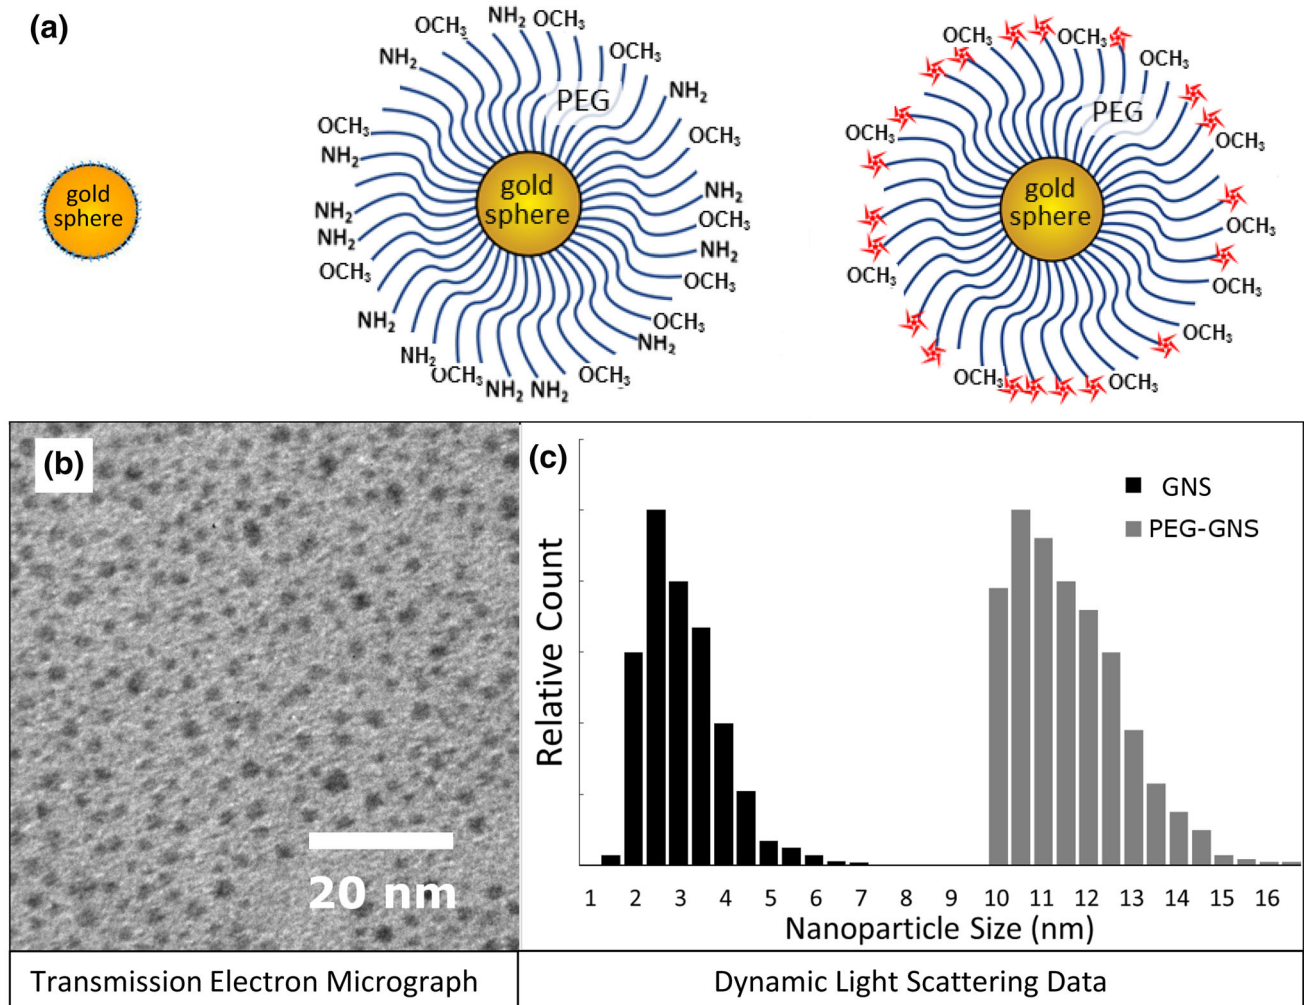 (a)
gold
sphere
OCH₃
NH₂
OCH₃
NH₂
OCH₃
NH₂
PEG
OCH₃
OCH₃
NH₂
NH₂
OCH₃
NH₂
NH₂
NH₂
OCH₃
OCH₃
NH₂
OCH₃
NH₂
NH₂
OCH₃
NH₂
NH₂
OCH₃
gold
sphere
OCH₃
OCH₃
OCH₃
PEG
OCH₃
OCH₃
OCH₃
OCH₃
OCH₃
OCH₃
OCH₃
OCH₃
gold
sphere
(b)
20 nm
Transmission Electron Micrograph
(c)
GNS
PEG-GNS
Relative Count
1 2 3 4 5 6 7 8 9 10 11 12 13 14 15 16
Nanoparticle Size (nm)
Dynamic Light Scattering Data